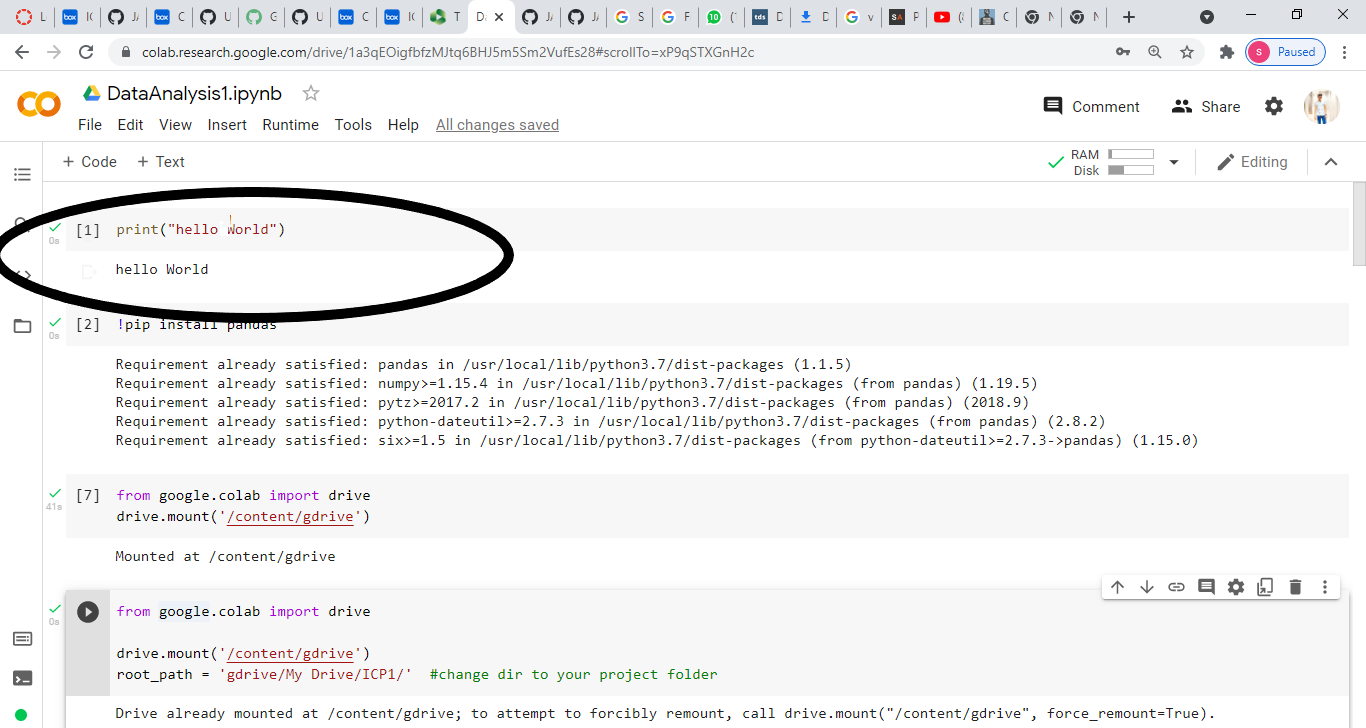 L
IC
JA
C
U
G
U
C
IC
T
Da
JA
JA
S
F
10
(
tds
D
D
v
SA
P
(8
C
N
N
colab.research.google.com/drive/1a3qEOigfbfzMJtq6BHJ5m5Sm2VufEs28#scrollTo=xP9qSTXGnH2c
S
Paused
DataAnalysis1.ipynb
Comment
Share
File Edit View Insert Runtime Tools Help All changes saved
+ Code + Text
RAM
Disk
Editing
[1] print("hello World")
0s
hello World
[2] !pip install pandas
0s
Requirement already satisfied: pandas in /usr/local/lib/python3.7/dist-packages (1.1.5)
Requirement already satisfied: numpy>=1.15.4 in /usr/local/lib/python3.7/dist-packages (from pandas) (1.19.5)
Requirement already satisfied: pytz>=2017.2 in /usr/local/lib/python3.7/dist-packages (from pandas) (2018.9)
Requirement already satisfied: python-dateutil>=2.7.3 in /usr/local/lib/python3.7/dist-packages (from pandas) (2.8.2)
Requirement already satisfied: six>=1.5 in /usr/local/lib/python3.7/dist-packages (from python-dateutil>=2.7.3->pandas) (1.15.0)
[7] from google.colab import drive
41s
drive.mount('/content/gdrive')
Mounted at /content/gdrive
from google.colab import drive
0s
drive.mount('/content/gdrive')
root_path = 'gdrive/My Drive/ICP1/' #change dir to your project folder
Drive already mounted at /content/gdrive; to attempt to forcibly remount, call drive.mount("/content/gdrive", force_remount=True).